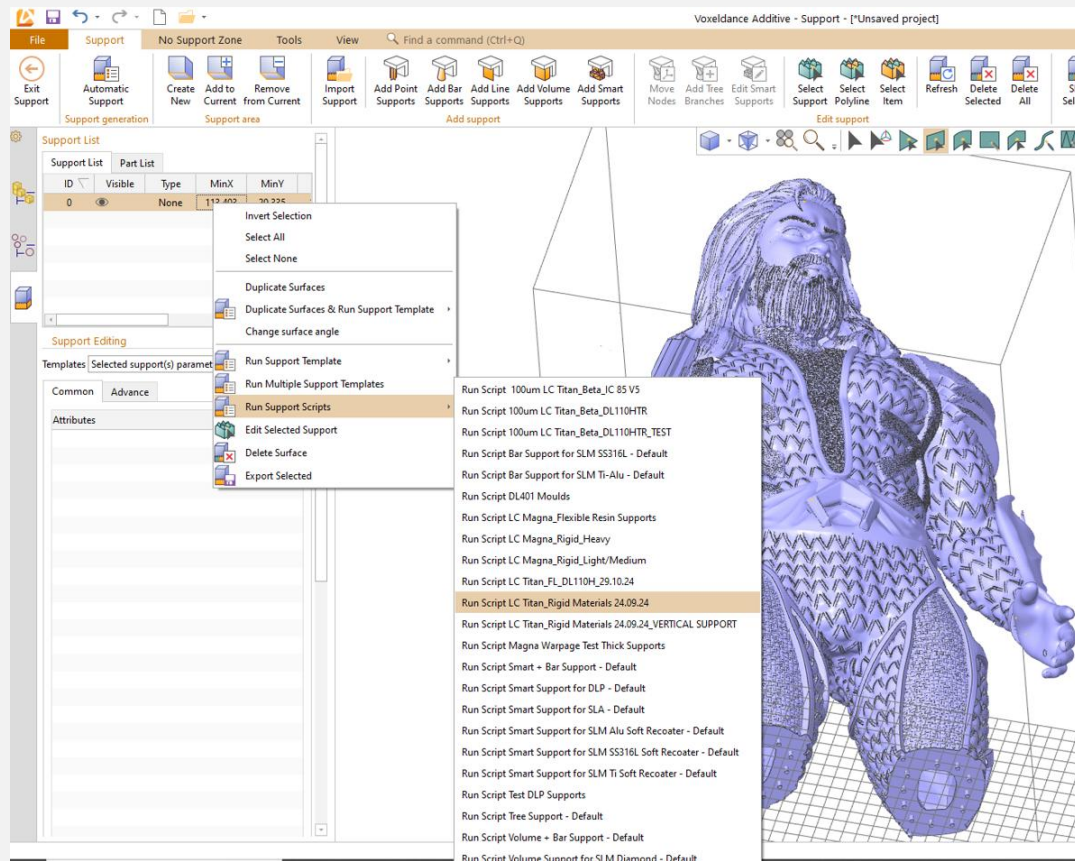 Voxeldance Additive - Support - [*Unsaved project]
File Support No Support Zone Tools View Find a command (Ctrl+Q)
Exit Support
Automatic Support
Create New
Add to Current
Remove from Current
Import Support
Add Point Supports
Add Bar Supports
Add Line Supports
Add Volume Supports
Add Smart Supports
Move Nodes
Add Tree Branches
Edit Smart Supports
Select Support
Select Polyline
Select Item
Refresh
Delete Selected
Delete All
Support generation
Support area
Add support
Edit support
Support List
Support List Part List
ID Visible Type MinX MinY
0 None
Invert Selection
Select All
Select None
Duplicate Surfaces
Duplicate Surfaces & Run Support Template
Change surface angle
Run Support Template
Run Multiple Support Templates
Run Support Scripts
Edit Selected Support
Delete Surface
Export Selected
Support Editing
Templates Selected support(s) paramet
Common Advance
Attributes
Run Script 100um LC Titan_Beta_IC 85 V5
Run Script 100um LC Titan_Beta_DL110HTR
Run Script 100um LC Titan_Beta_DL110HTR_TEST
Run Script Bar Support for SLM SS316L - Default
Run Script Bar Support for SLM Ti-Alu - Default
Run Script DL401 Moulds
Run Script LC Magna_Flexible Resin Supports
Run Script LC Magna_Rigid_Heavy
Run Script LC Magna_Rigid_Light/Medium
Run Script LC Titan_FL_DL110H_29.10.24
Run Script LC Titan_Rigid Materials 24.09.24
Run Script LC Titan_Rigid Materials 24.09.24_VERTICAL SUPPORT
Run Script Magna Warpage Test Thick Supports
Run Script Smart + Bar Support - Default
Run Script Smart Support for DLP - Default
Run Script Smart Support for SLA - Default
Run Script Smart Support for SLM Alu Soft Recoater - Default
Run Script Smart Support for SLM SS316L Soft Recoater - Default
Run Script Smart Support for SLM Ti Soft Recoater - Default
Run Script Test DLP Supports
Run Script Tree Support - Default
Run Script Volume + Bar Support - Default
Run Script Volume Support for SLM Diamond - Default